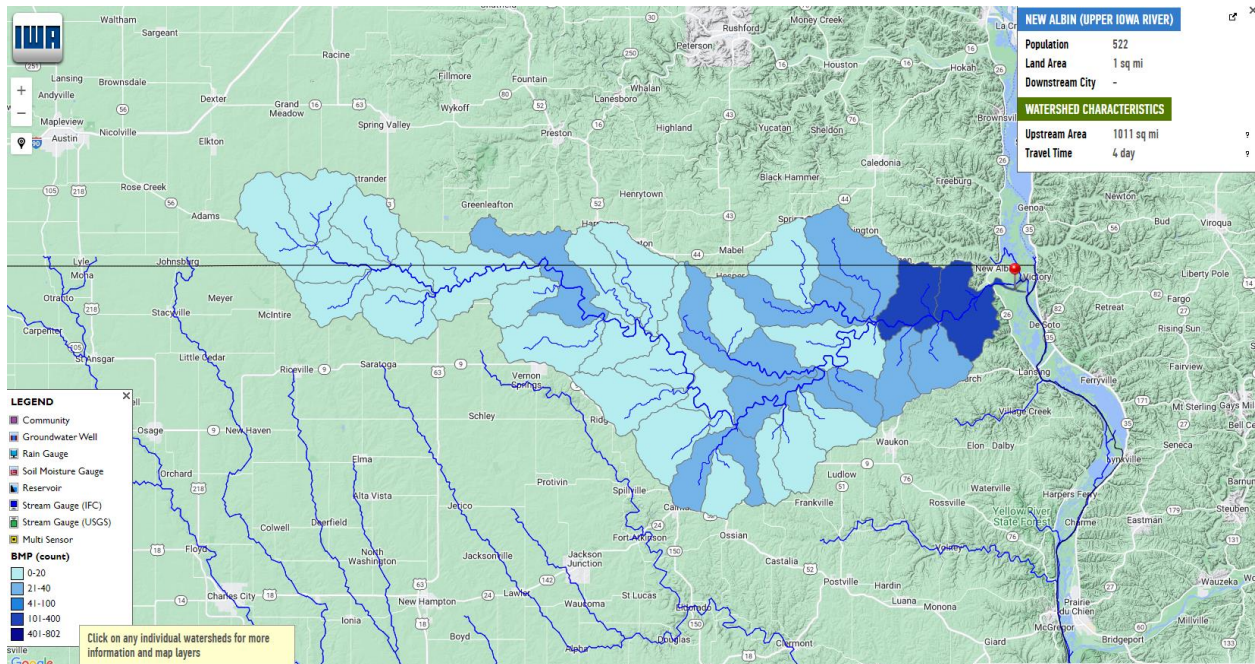 IWA
+
−
NEW ALBIN (UPPER IOWA RIVER)
Population 522
Land Area 1 sq mi
Downstream City -
WATERSHED CHARACTERISTICS
Upstream Area 1011 sq mi ?
Travel Time 4 day ?
Waltham
Sargeant
Racine
Rushford
Money Creek
Lansing
Brownsdale
Andyville
Dexter
Grand Meadow
Fillmore
Fountain
Whalan
Lanesboro
Peterson
Houston
Hokah
Mapleview
Austin
Nicolville
Elkton
Spring Valley
Wykoff
Preston
Highland
Yucatan
Sheldon
Brownsville
Caledonia
Rose Creek
Adams
Greenleafton
Henrytown
Black Hammer
Freeburg
Genoa
Newton
Bud
Viroqua
Mabel
Lyle
Mona
Johnsburg
New Albin
Victory
Liberty Pole
Otranto
Stacyville
Meyer
McIntire
Retreat
Fargo
Carpenter
St Ansgar
Little Cedar
Riceville
Saratoga
Vernon Springs
De Soto
Rising Sun
Lansing
Ferryville
Fairview
Village Creek
Mt Sterling
Gays Mills
Osage
New Haven
Schley
Waukon
Elon
Dalby
Seneca
Lynxville
Orchard
Elma
Alta Vista
Protivin
Spillville
Ludlow
Frankville
Waterville
Rossville
Harpers Ferry
Yellow River State Forest
Charme
Eastman
Steuben
Colwell
Deerfield
Jerico
Fort Atkinson
Ossian
Castalia
Volney
Wauzeka
Floyd
North Washington
Jacksonville
Jackson Junction
Postville
Hardin
Luana
Monona
Prairie du Chien
Charles City
New Hampton
Lawler
Waucoma
St Lucas
Eldorado
McGregor
Bridgeport
Millville
Ionia
Boyd
Alpha
Douglas
Clermont
Giard
LEGEND
Community
Groundwater Well
Rain Gauge
Soil Moisture Gauge
Reservoir
Stream Gauge (IFC)
Stream Gauge (USGS)
Multi Sensor
BMP (count)
0-20
21-40
41-100
101-400
401-802
Click on any individual watersheds for more
information and map layers
Google